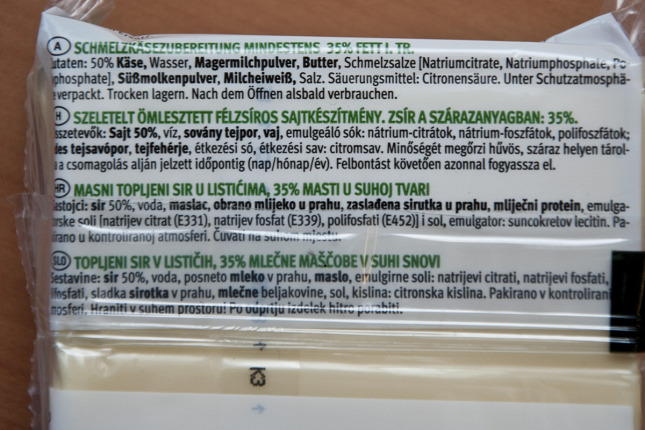 A SCHMELZKÄSEZUBEREITUNG MINDESTENS 35% FETT I. TR.
utaten: 50% Käse, Wasser, Magermilchpulver, Butter, Schmelzsalze [Natriumcitrate, Natriumphosphate, Po
phosphate], Süßmolkenpulver, Milcheiweiß, Salz. Säuerungsmittel: Citronensäure. Unter Schutzatmosphä-
verpackt. Trocken lagern. Nach dem Öffnen alsbald verbrauchen.
H SZELETELT ÖMLESZTETT FÉLZSÍROS SAJTKÉSZÍTMÉNY. ZSÍR A SZÁRAZANYAGBAN: 35%.
sszetevők: Sajt 50%, víz, sovány tejpor, vaj, emulgeáló sók: nátrium-citrátok, nátrium-foszfátok, polifoszfátok;
des tejsavópor, tejfehérje, étkezési só, étkezési sav: citromsav. Minőségét megőrzi hűvös, száraz helyen tárol-
a csomagolás alján jelzett időpontig (nap/hónap/év). Felbontást követően azonnal fogyassza el.
HR MASNI TOPLJENI SIR U LISTIĆIMA, 35% MASTI U SUHOJ TVARI
astojci: sir 50%, voda, maslac, obrano mlijeko u prahu, zaslađena sirutka u prahu, mliječni protein, emulga-
rske soli [natrijev citrat (E331), natrijev fosfat (E339), polifosfati (E452)] i sol, emulgator: suncokretov lecitin. Pa-
irano u kontroliranoj atmosferi. Čuvati na suhom mjestu.
SLO TOPLJENI SIR V LISTIČIH, 35% MLEČNE MAŠČOBE V SUHI SNOVI
Sestavine: sir 50%, voda, posneto mleko v prahu, maslo, emulgirne soli: natrijevi citrati, natrijevi fosfati,
lifosfati, sladka sirotka v prahu, mlečne beljakovine, sol, kislina: citronska kislina. Pakirano v kontrolirani
mosferi. Hraniti v suhem prostoru! Po odprtju izdelek hitro porabiti.
K3